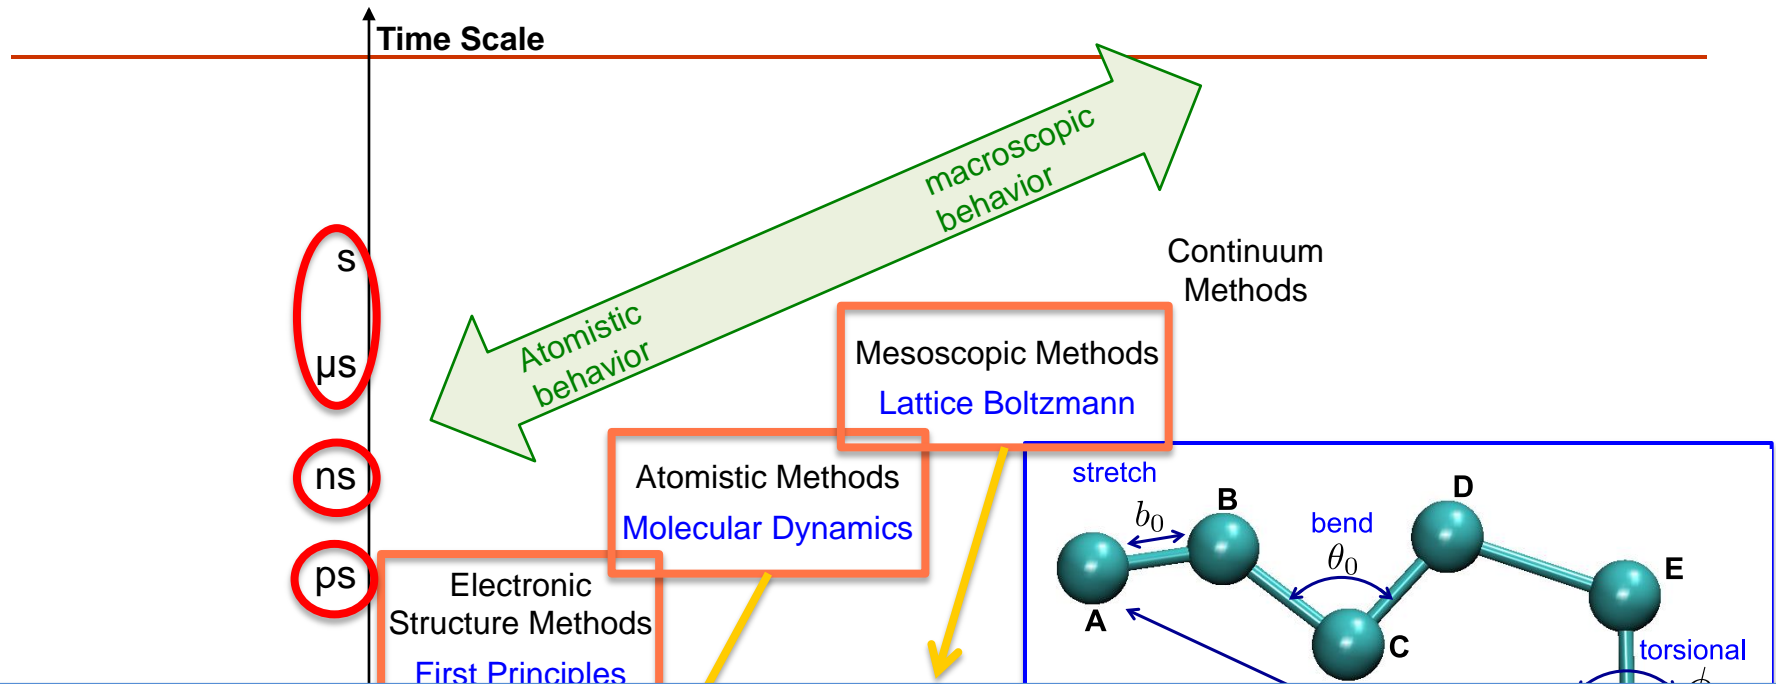 Time Scale
macroscopic
behavior
s
Continuum
Methods
Atomistic
behavior
Mesoscopic Methods
µs
Lattice Boltzmann
ns
Atomistic Methods
Molecular Dynamics
stretch
b0
B
bend
θ0
D
E
A
C
ps
Electronic
Structure Methods
First Principles
torsional